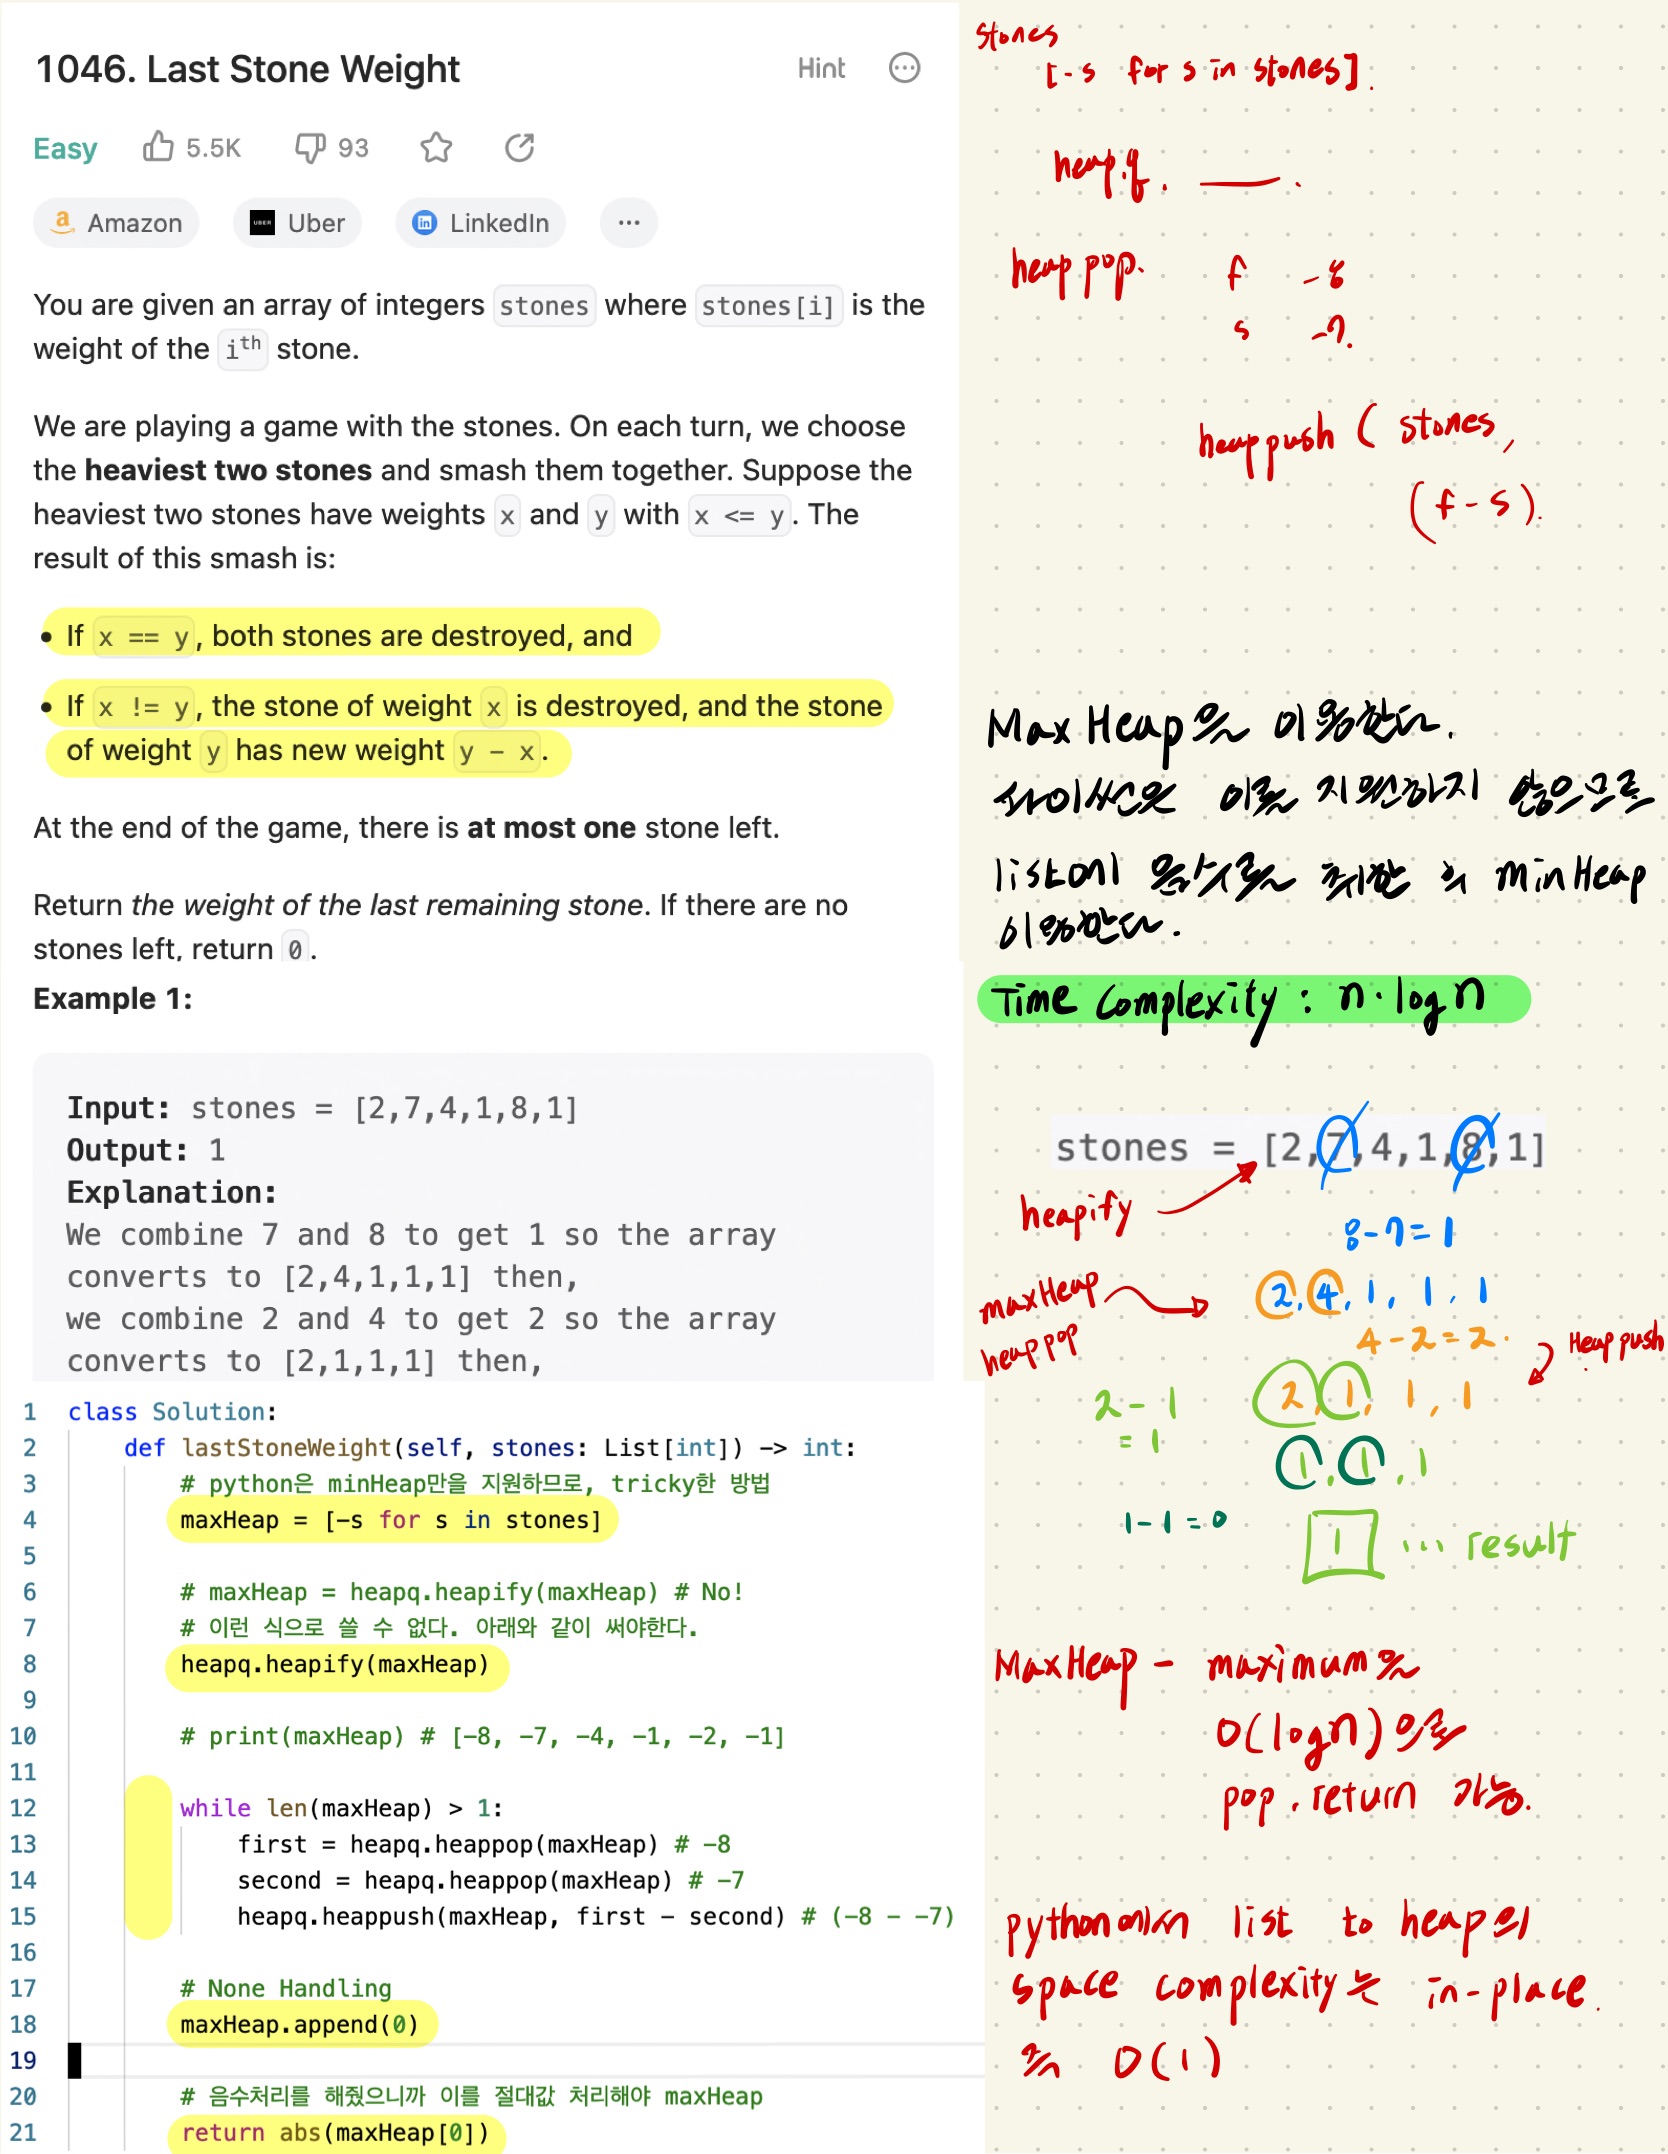 1046. Last Stone Weight
Hint
Easy
5.5K
93
Amazon
Uber
LinkedIn
...
You are given an array of integers stones where stones[i] is the
weight of the ith stone.
We are playing a game with the stones. On each turn, we choose
the heaviest two stones and smash them together. Suppose the
heaviest two stones have weights x and y with x <= y. The
result of this smash is:
• If x == y, both stones are destroyed, and
• If x != y, the stone of weight x is destroyed, and the stone
of weight y has new weight y - x.
At the end of the game, there is at most one stone left.
Return the weight of the last remaining stone. If there are no
stones left, return 0.
Example 1:
Input: stones = [2,7,4,1,8,1]
Output: 1
Explanation:
We combine 7 and 8 to get 1 so the array
converts to [2,4,1,1,1] then,
we combine 2 and 4 to get 2 so the array
converts to [2,1,1,1] then,
1 class Solution:
2 def lastStoneWeight(self, stones: List[int]) -> int:
3 # python은 minHeap만을 지원하므로, tricky한 방법
4 maxHeap = [-s for s in stones]
5
6 # maxHeap = heapq.heapify(maxHeap) # No!
7 # 이런 식으로 쓸 수 없다. 아래와 같이 써야한다.
8 heapq.heapify(maxHeap)
9
10 # print(maxHeap) # [-8, -7, -4, -1, -2, -1]
11
12 while len(maxHeap) > 1:
13 first = heapq.heappop(maxHeap) # -8
14 second = heapq.heappop(maxHeap) # -7
15 heapq.heappush(maxHeap, first - second) # (-8 - -7)
16
17 # None Handling
18 maxHeap.append(0)
19
20 # 음수처리를 해줬으니까 이를 절대값 처리해야 maxHeap
21 return abs(maxHeap[0])
stones
[-s for s in stones].
heap.q. ___.
heappop. f -8
s -7.
heappush ( stones,
(f-s).
Max Heap을 이용한다.
파이썬은 이를 지원하지 않으므로
list에 음수를 취한 뒤 minHeap
이용한다.
Time Complexity : n·logn
stones = [2,7,4,1,8,1]
heapify
8-7=1
maxHeap
heappop
2,4,1,1,1
4-2=2.
Heappush
2-1
=1
2,1,1,1
1,1,1
1-1=0
1 ... result
MaxHeap - maximum을
O(logn)으로
pop, return 가능.
python에서 list to heap의
space complexity는 in-place.
즉 O(1)